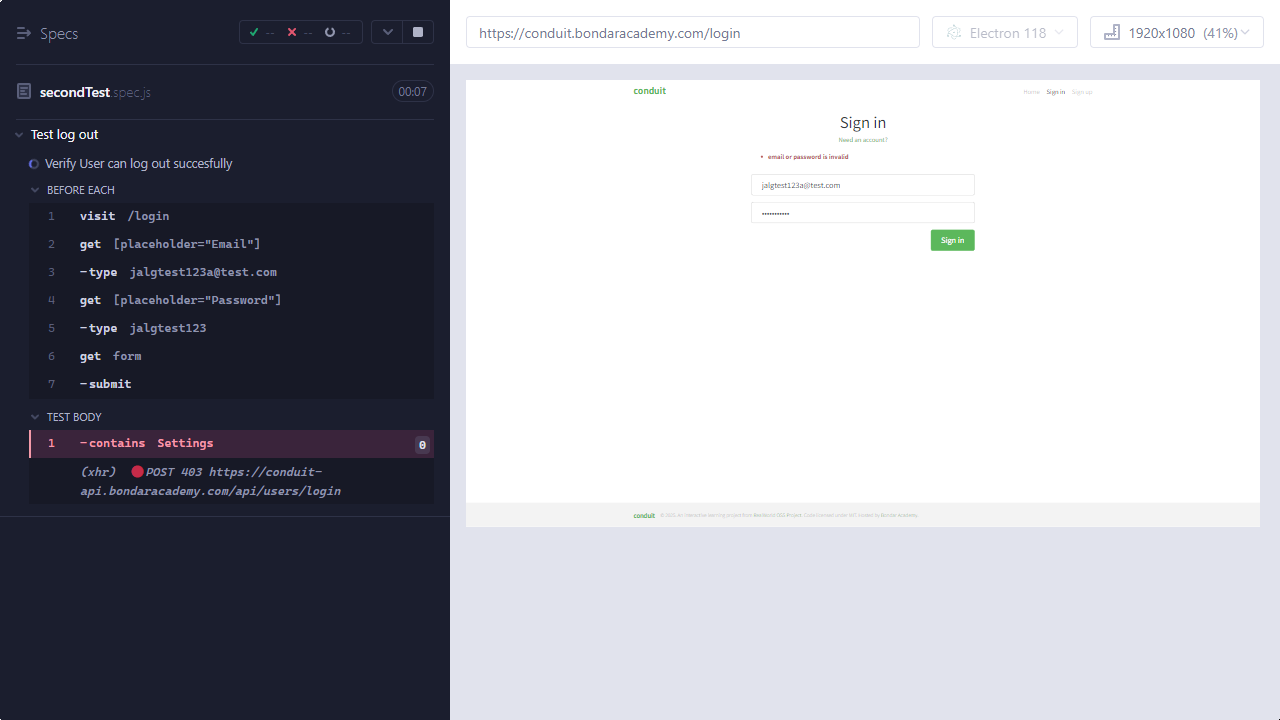 Specs
-- -- --
secondTest spec.js 00:07
Test log out
Verify User can log out succesfully
BEFORE EACH
1 visit /login
2 get [placeholder="Email"]
3 -type jalgtest123a@test.com
4 get [placeholder="Password"]
5 -type jalgtest123
6 get form
7 -submit
TEST BODY
1 -contains Settings 0
(xhr) POST 403 https://conduit-
api.bondaracademy.com/api/users/login
https://conduit.bondaracademy.com/login
Electron 118
1920x1080 (41%)
conduit
Home Sign in Sign up
Sign in
Need an account?
• email or password is invalid
jalgtest123a@test.com
•••••••••••
Sign in
conduit